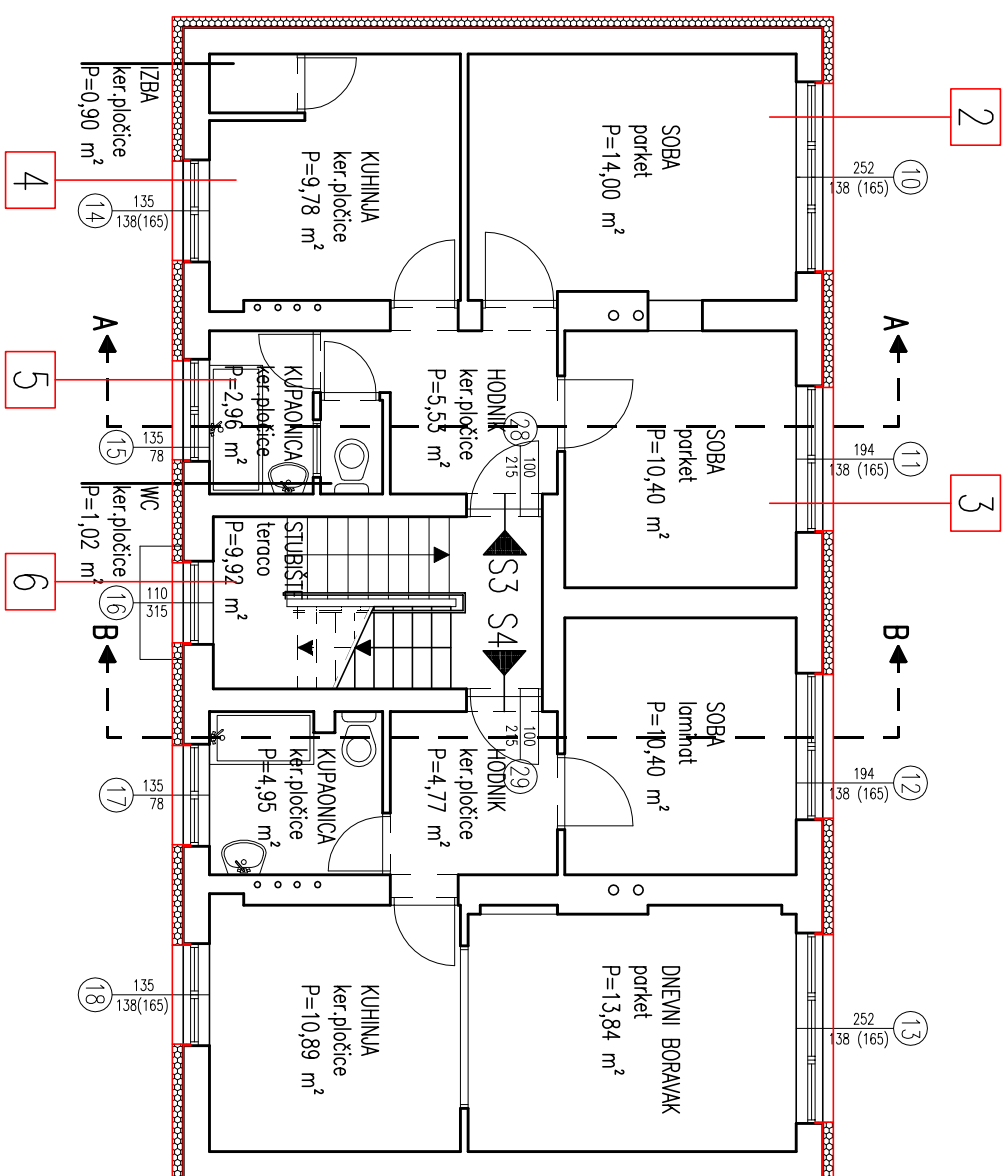 2
3
4
5
6
10
252
138 (165)
11
194
138 (165)
12
194
138 (165)
13
252
138 (165)
14
135
138(165)
15
135
78
16
110
315
17
135
78
18
135
138(165)
28
100
215
29
100
215
A
A
B
B
S3
S4
SOBA
parket
P=14,00 m²
SOBA
parket
P=10,40 m²
SOBA
laminat
P=10,40 m²
DNEVNI BORAVAK
parket
P=13,84 m²
KUHINJA
ker.pločice
P=9,78 m²
IZBA
ker.pločice
P=0,90 m²
HODNIK
ker.pločice
P=5,53 m²
KUPAONICA
ker.pločice
P=2,96 m²
WC
ker.pločice
P=1,02 m²
STUBIŠTE
teraco
P=9,92 m²
HODNIK
ker.pločice
P=4,77 m²
KUPAONICA
ker.pločice
P=4,95 m²
KUHINJA
ker.pločice
P=10,89 m²